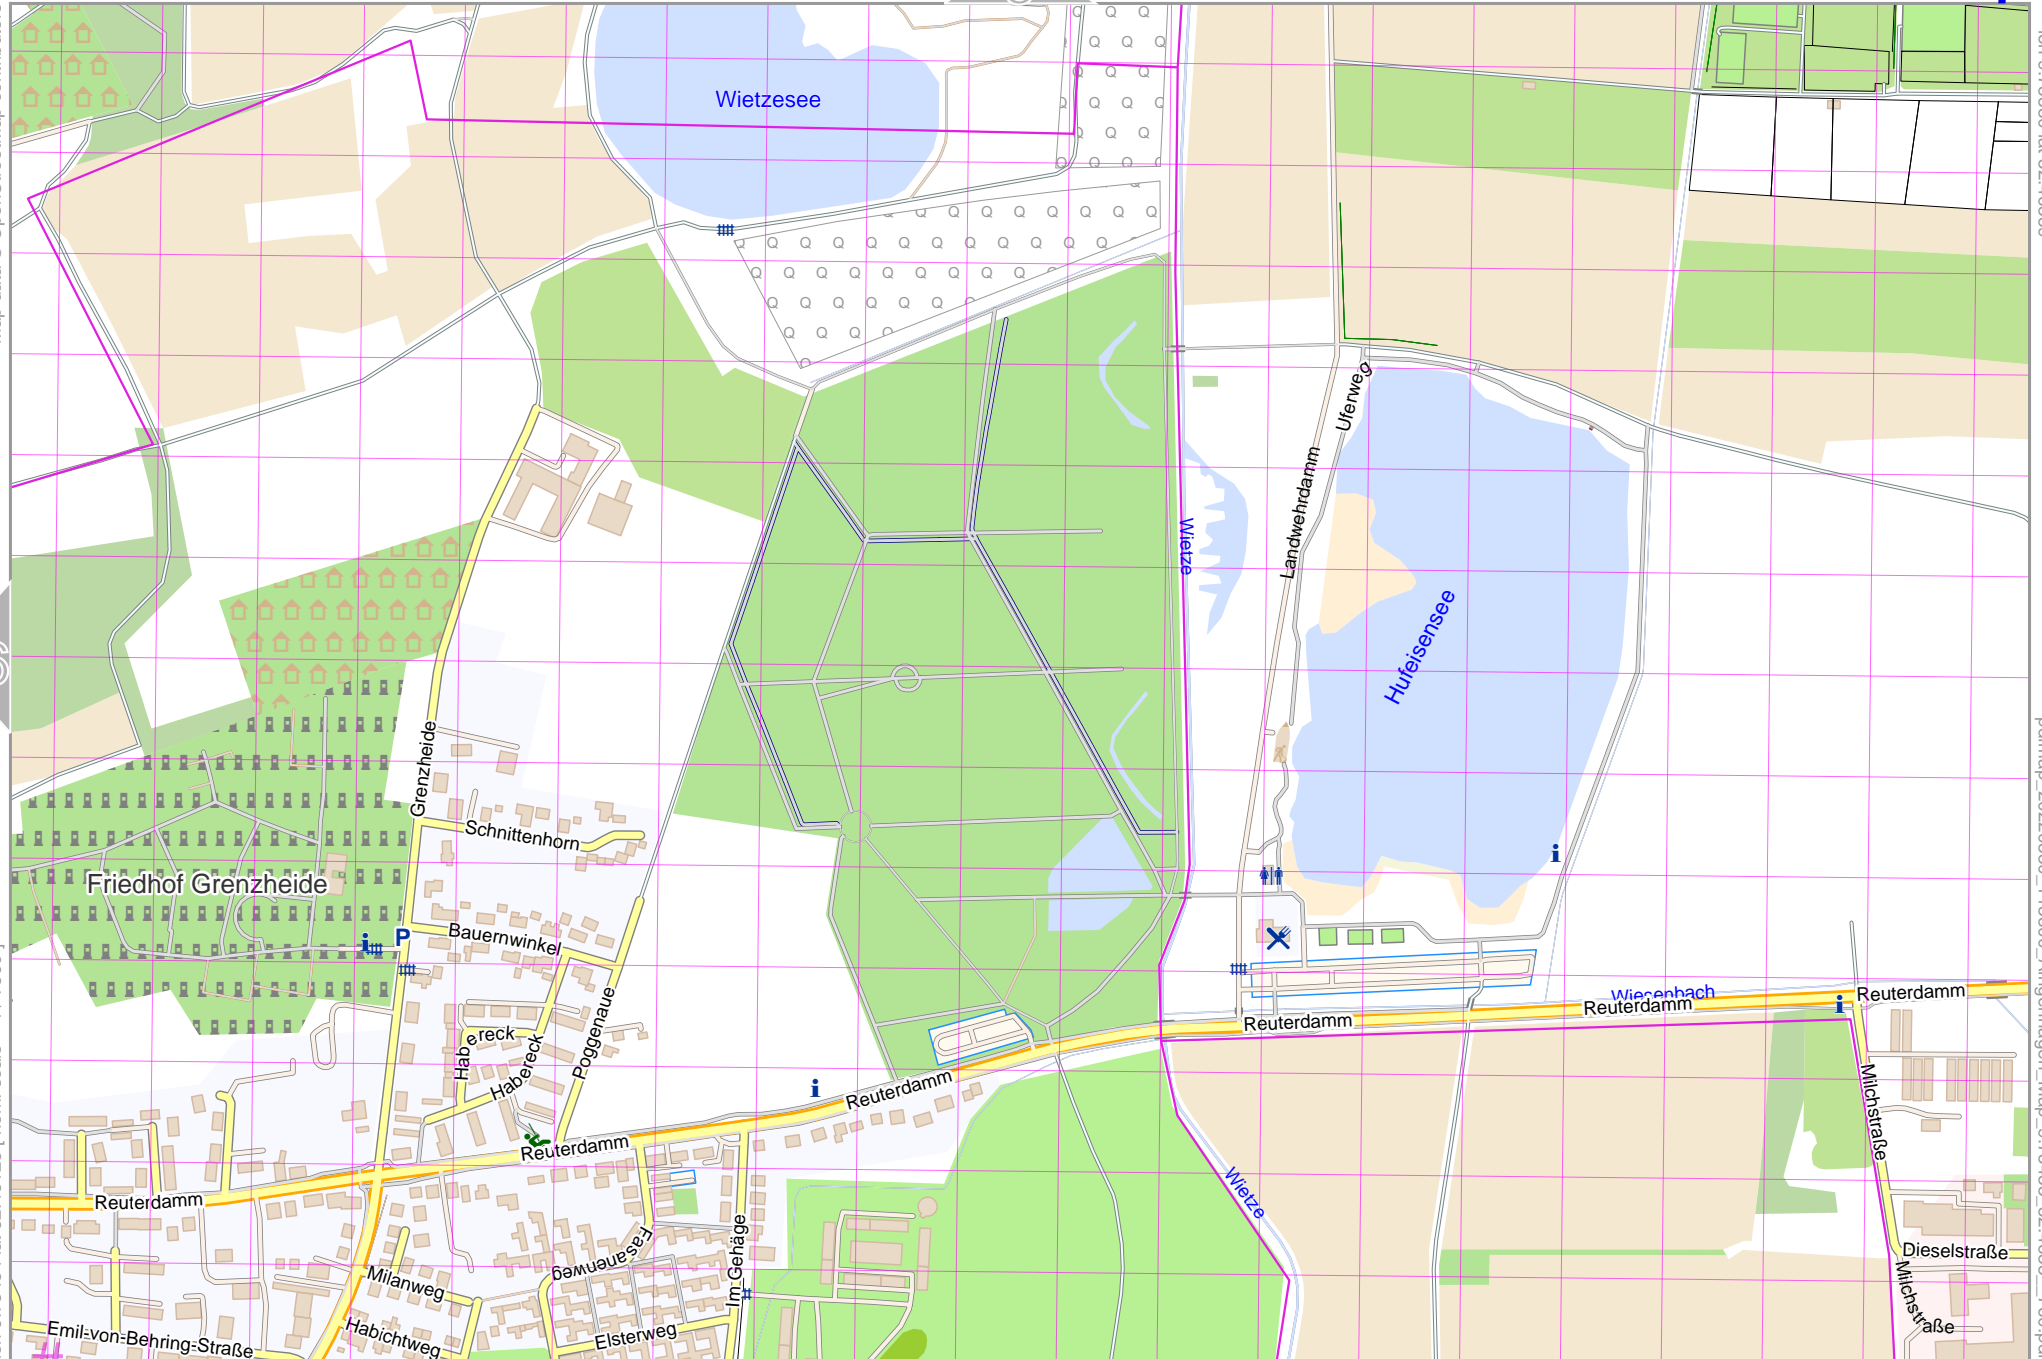 Wietzesee
Uferweg
Landwehrdamm
Wietze
Hufeisensee
Grenzheide
Schnittenhorn
Friedhof Grenzheide
P
Bauernwinkel
Poggenaue
Habereck
Habereck
Wiesenbach
Reuterdamm
Reuterdamm
Reuterdamm
Reuterdamm
Reuterdamm
Reuterdamm
Milchstraße
Wietze
Fasanenweg
Im Gehäge
Milanweg
Habichtweg
Elsterweg
Emil-von-Behring-Straße
Dieselstraße
Milchstraße